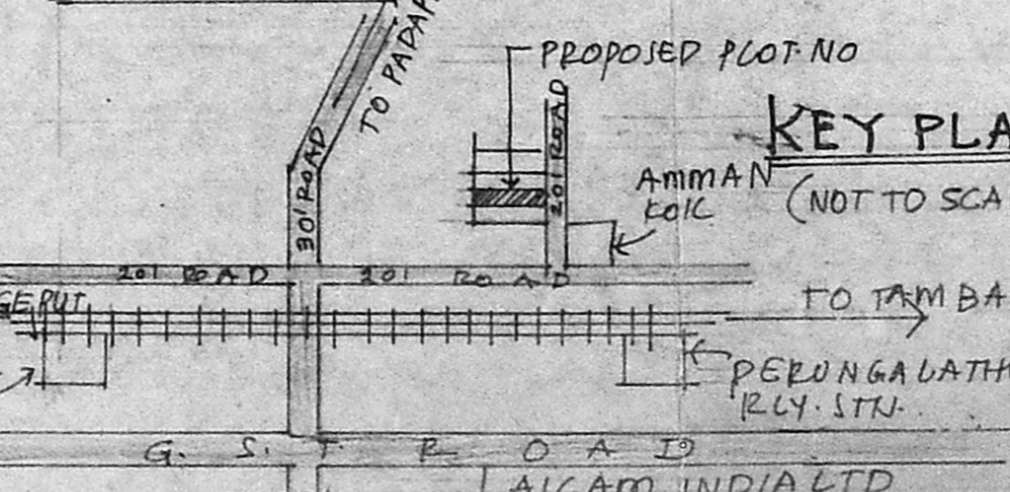 TO PADAP
PROPOSED PLOT NO
KEY PLA
(NOT TO SCA
30' ROAD
20' ROAD
AMMAN
KOIL
20' ROAD
20' ROAD
GEPUT
TO TAMBA
PERUNGALATH
RLY. STN.
G. S. T. ROAD
INDIA LTD